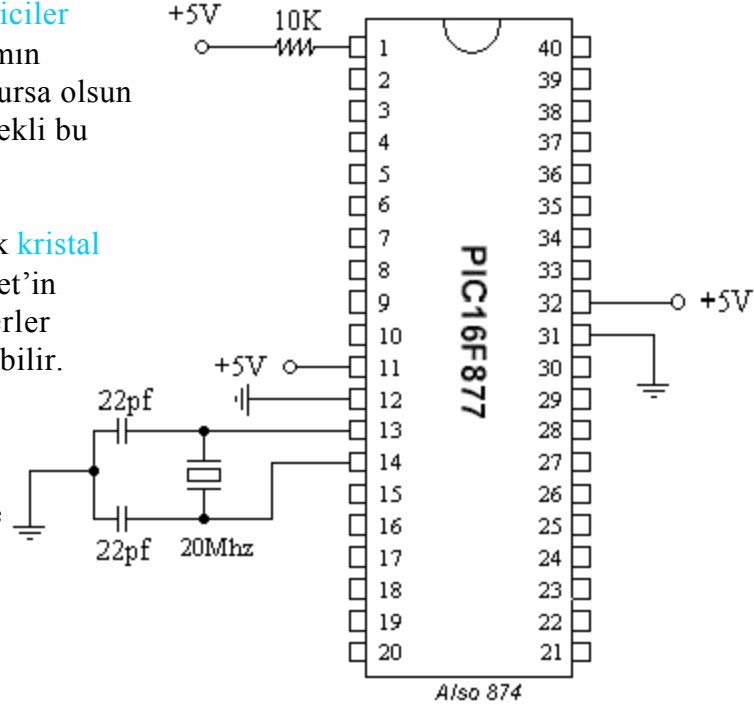 iciler
mın
ursa olsun
ekli bu
k kristal
et’in
erler
bilir.
e
+5V
10K
1
2
3
4
5
6
7
8
9
10
11
12
13
14
15
16
17
18
19
20
40
39
38
37
36
35
34
33
32
31
30
29
28
27
26
25
24
23
22
21
PIC16F877
+5V
+5V
22pf
22pf
20Mhz
Also 874